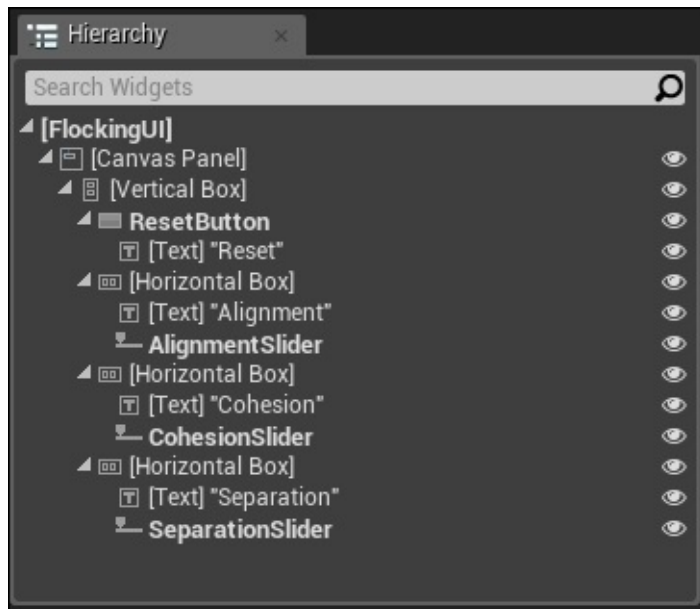 Hierarchy
Search Widgets
[FlockingUI]
[Canvas Panel]
[Vertical Box]
ResetButton
[Text] "Reset"
[Horizontal Box]
[Text] "Alignment"
AlignmentSlider
[Horizontal Box]
[Text] "Cohesion"
CohesionSlider
[Horizontal Box]
[Text] "Separation"
SeparationSlider